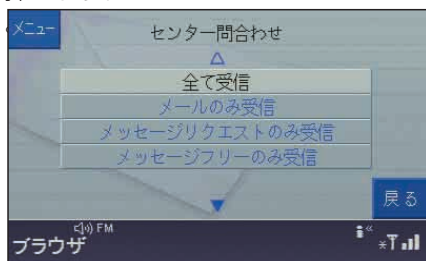 メニュー
センター問合わせ
全て受信
メールのみ受信
メッセージリクエストのみ受信
メッセージフリーのみ受信
戻る
FM
ブラウザ